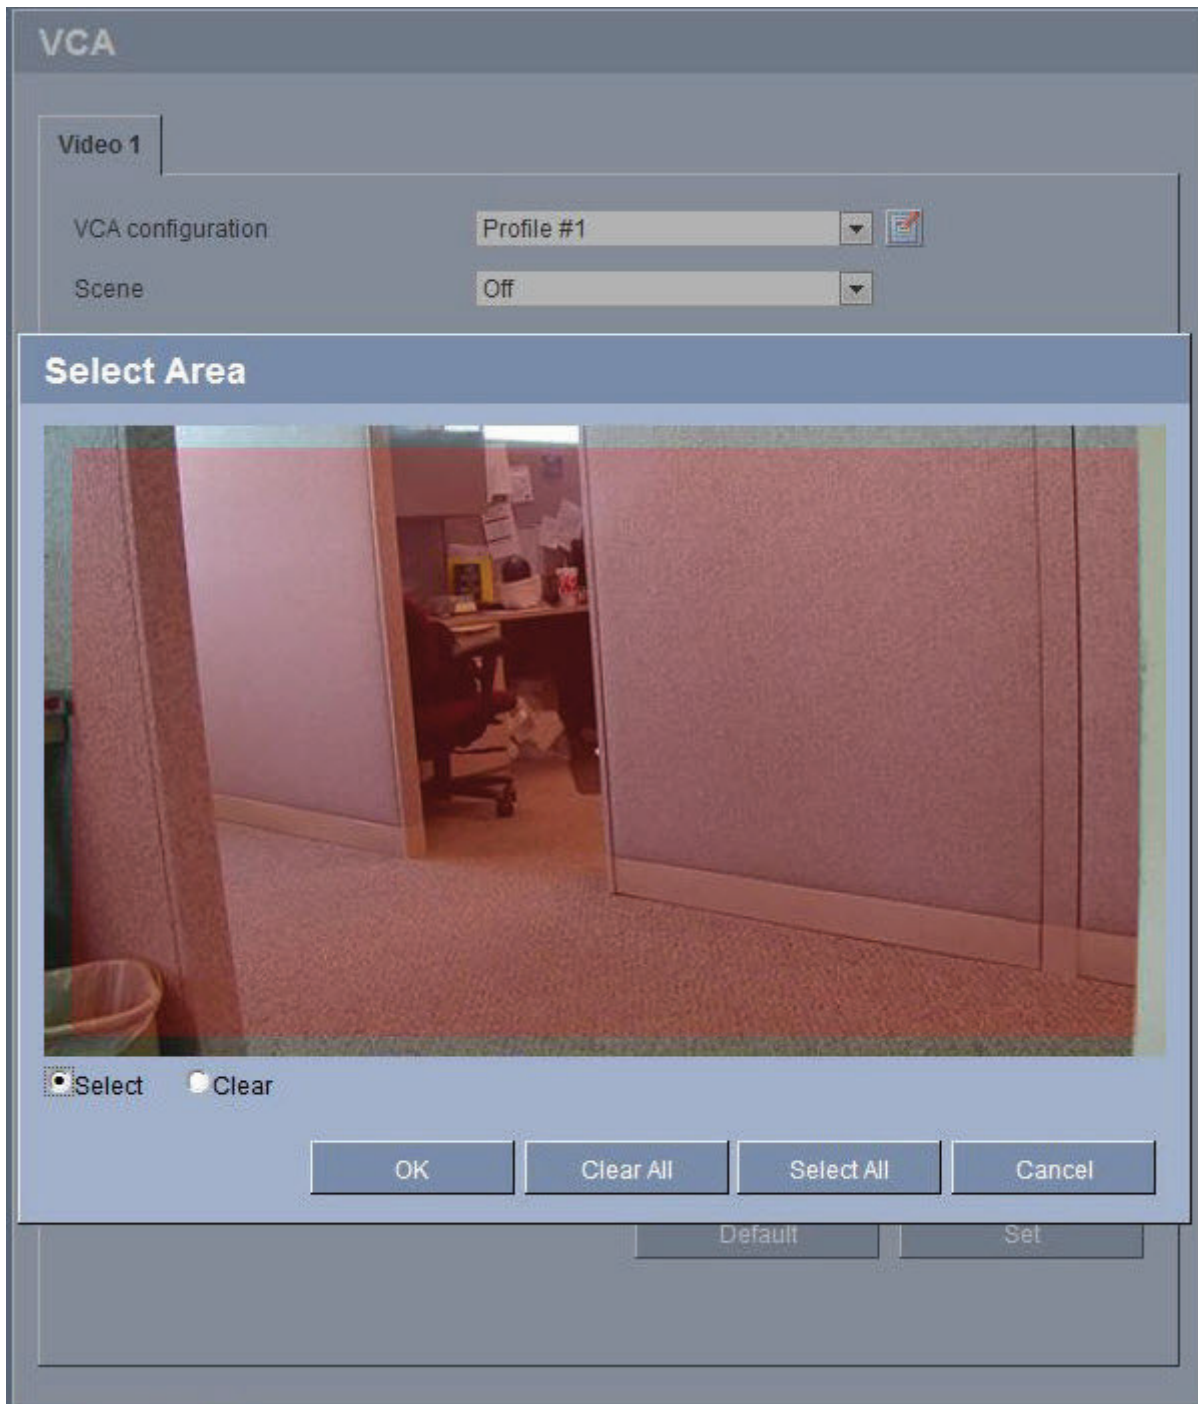 VCA
Video 1
VCA configuration
Profile #1
Scene
Off
Select Area
Select
Clear
OK
Clear All
Select All
Cancel
Default
Set